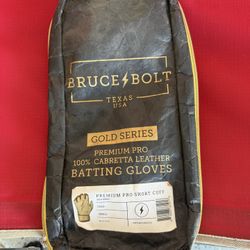 BRUCE BOLT
TEXAS
USA
GOLD SERIES
PREMIUM PRO
100% CABRETTA LEATHER
BATTING GLOVES
PREMIUM PRO SHORT CUFF